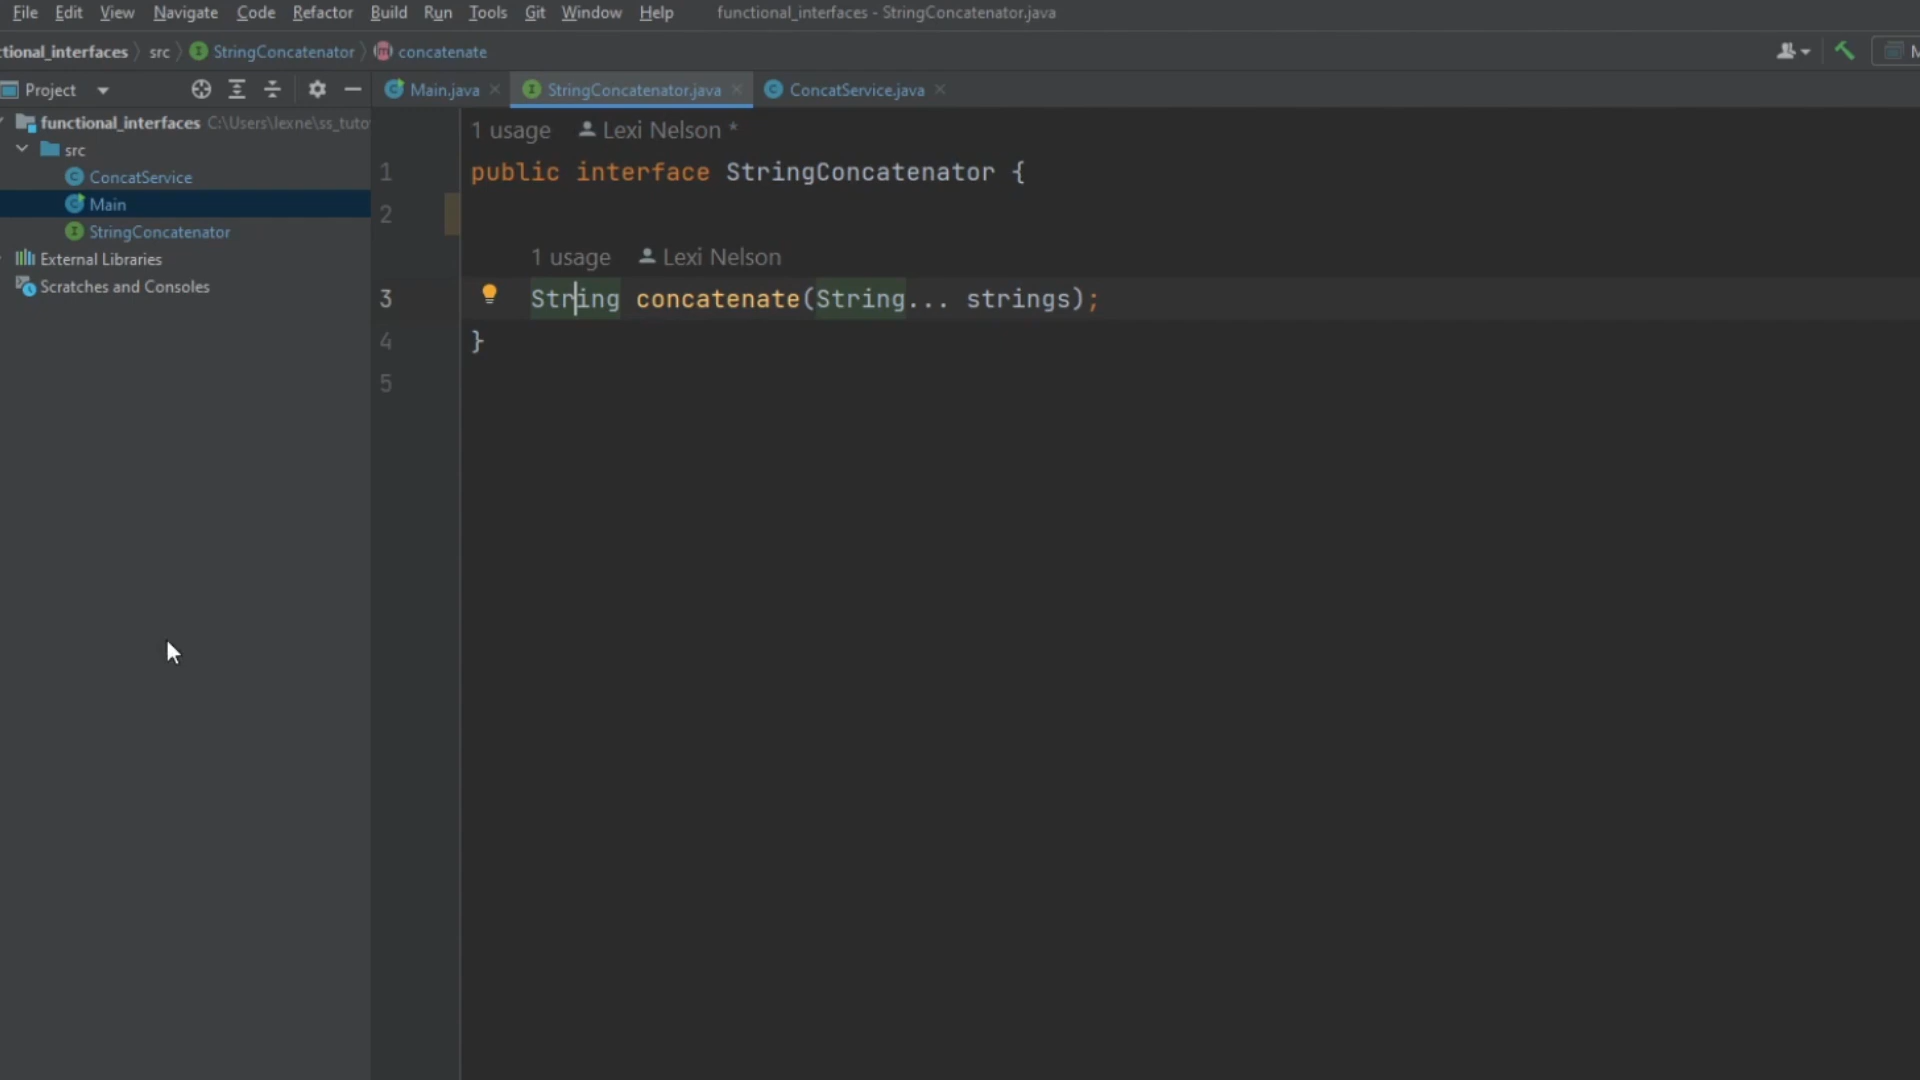 File Edit View Navigate Code Refactor Build Run Tools Git Window Help functional_interfaces - StringConcatenator.java
ctional_interfaces src StringConcatenator concatenate
Project Main.java StringConcatenator.java ConcatService.java
functional_interfaces C:\Users\lexne\ss_tuto
src
ConcatService
Main
StringConcatenator
External Libraries
Scratches and Consoles
1 usage Lexi Nelson *
1 public interface StringConcatenator {
2
1 usage Lexi Nelson
3 String concatenate(String... strings);
4 }
5